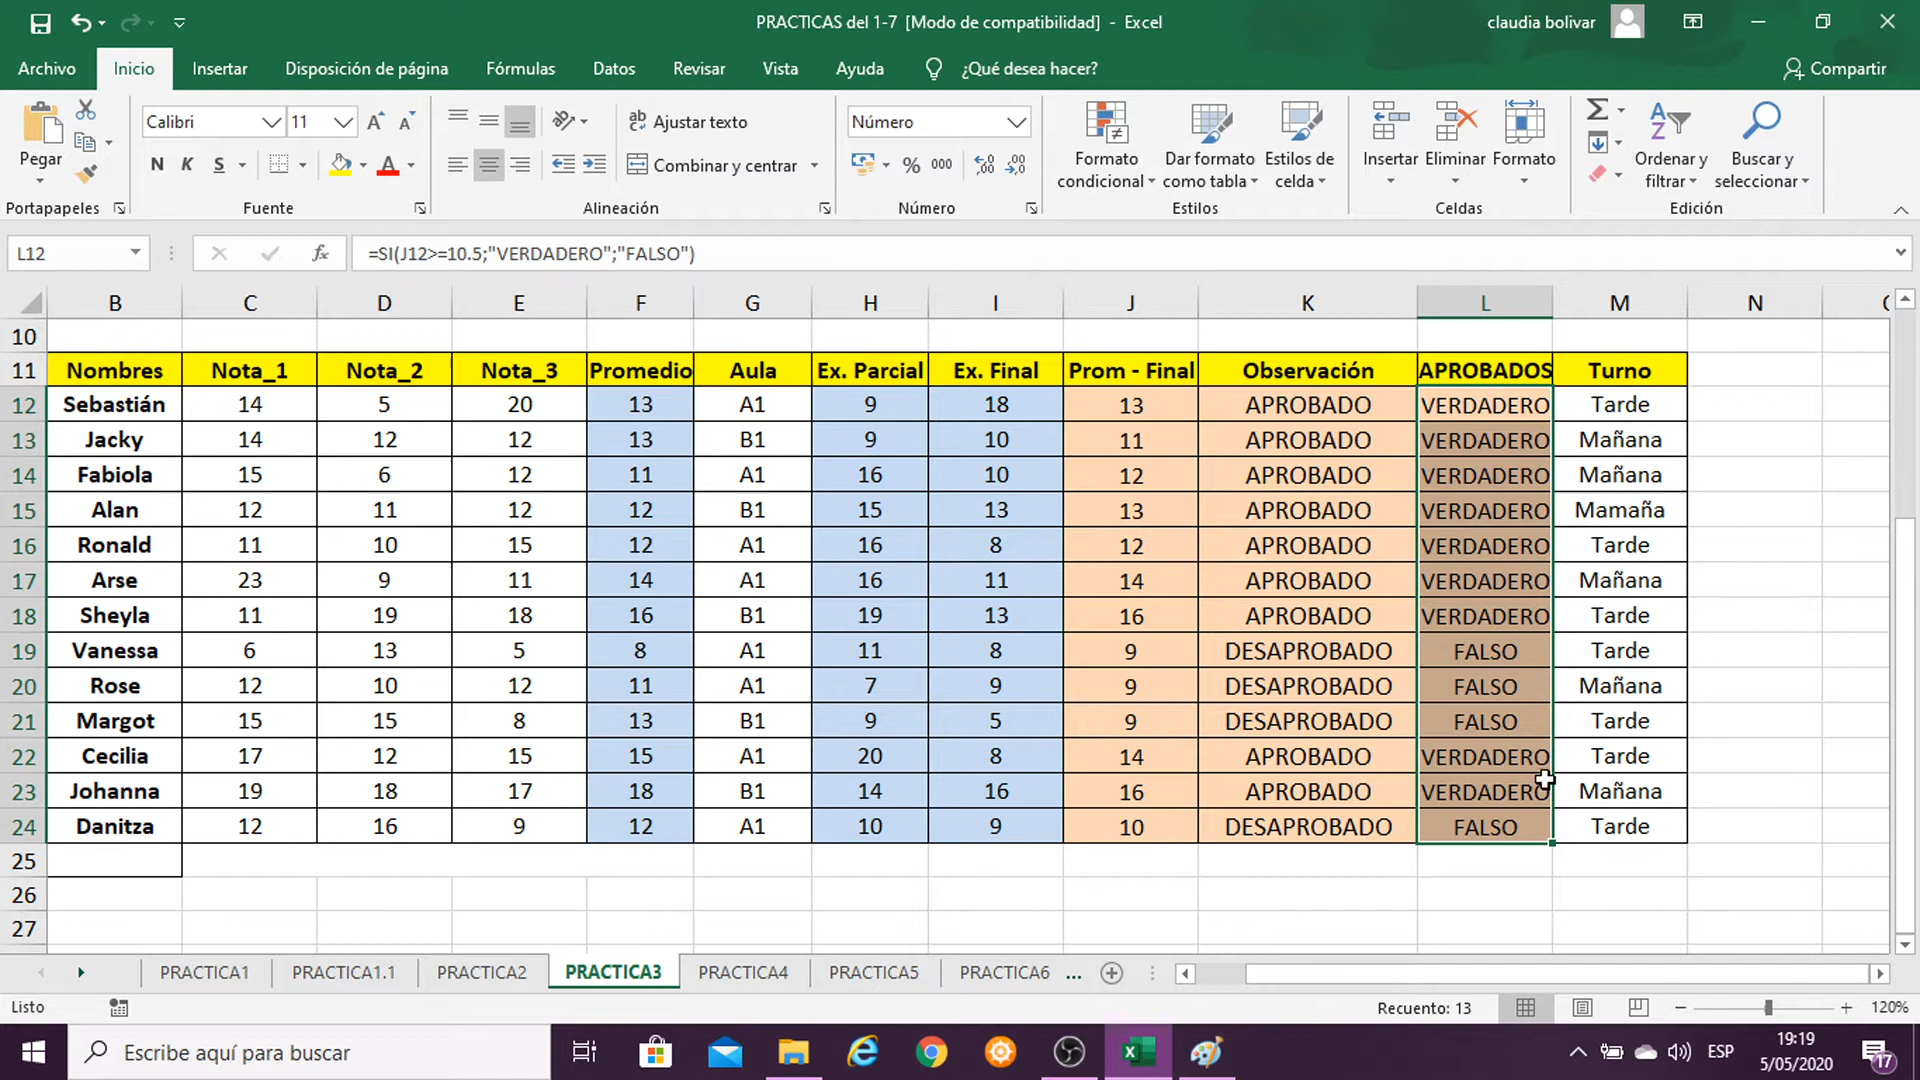 PRACTICAS del 1-7 [Modo de compatibilidad] - Excel
claudia bolivar
Archivo Inicio Insertar Disposición de página Fórmulas Datos Revisar Vista Ayuda ¿Qué desea hacer? Compartir
Pegar
Calibri 11
N K S
Ajustar texto
Combinar y centrar
Número
% 000
Formato condicional
Dar formato como tabla
Estilos de celda
Insertar Eliminar Formato
Ordenar y filtrar
Buscar y seleccionar
Portapapeles Fuente Alineación Número Estilos Celdas Edición
L12 fx =SI(J12>=10.5;"VERDADERO";"FALSO")
B C D E F G H I J K L M N
10
11 Nombres Nota_1 Nota_2 Nota_3 Promedio Aula Ex. Parcial Ex. Final Prom - Final Observación APROBADOS Turno
12 Sebastián 14 5 20 13 A1 9 18 13 APROBADO VERDADERO Tarde
13 Jacky 14 12 12 13 B1 9 10 11 APROBADO VERDADERO Mañana
14 Fabiola 15 6 12 11 A1 16 10 12 APROBADO VERDADERO Mañana
15 Alan 12 11 12 12 B1 15 13 13 APROBADO VERDADERO Mamaña
16 Ronald 11 10 15 12 A1 16 8 12 APROBADO VERDADERO Tarde
17 Arse 23 9 11 14 A1 16 11 14 APROBADO VERDADERO Mañana
18 Sheyla 11 19 18 16 B1 19 13 16 APROBADO VERDADERO Tarde
19 Vanessa 6 13 5 8 A1 11 8 9 DESAPROBADO FALSO Tarde
20 Rose 12 10 12 11 A1 7 9 9 DESAPROBADO FALSO Mañana
21 Margot 15 15 8 13 B1 9 5 9 DESAPROBADO FALSO Tarde
22 Cecilia 17 12 15 15 A1 20 8 14 APROBADO VERDADERO Tarde
23 Johanna 19 18 17 18 B1 14 16 16 APROBADO VERDADERO Mañana
24 Danitza 12 16 9 12 A1 10 9 10 DESAPROBADO FALSO Tarde
25
26
27
PRACTICA1 PRACTICA1.1 PRACTICA2 PRACTICA3 PRACTICA4 PRACTICA5 PRACTICA6 ...
Listo Recuento: 13 120%
Escribe aquí para buscar
ESP
19:19
5/05/2020
17